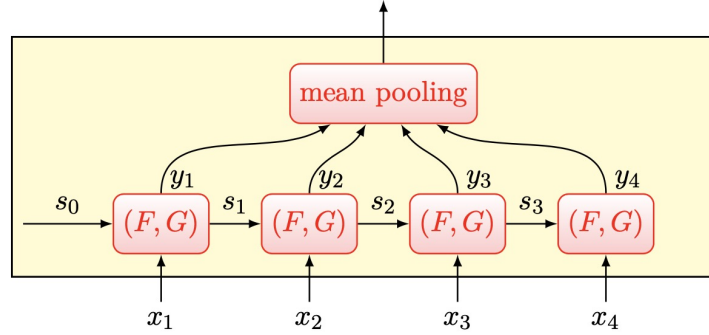 mean pooling
y₁ y₂ y₃ y₄
s₀ (F, G) s₁ (F, G) s₂ (F, G) s₃ (F, G)
x₁ x₂ x₃ x₄